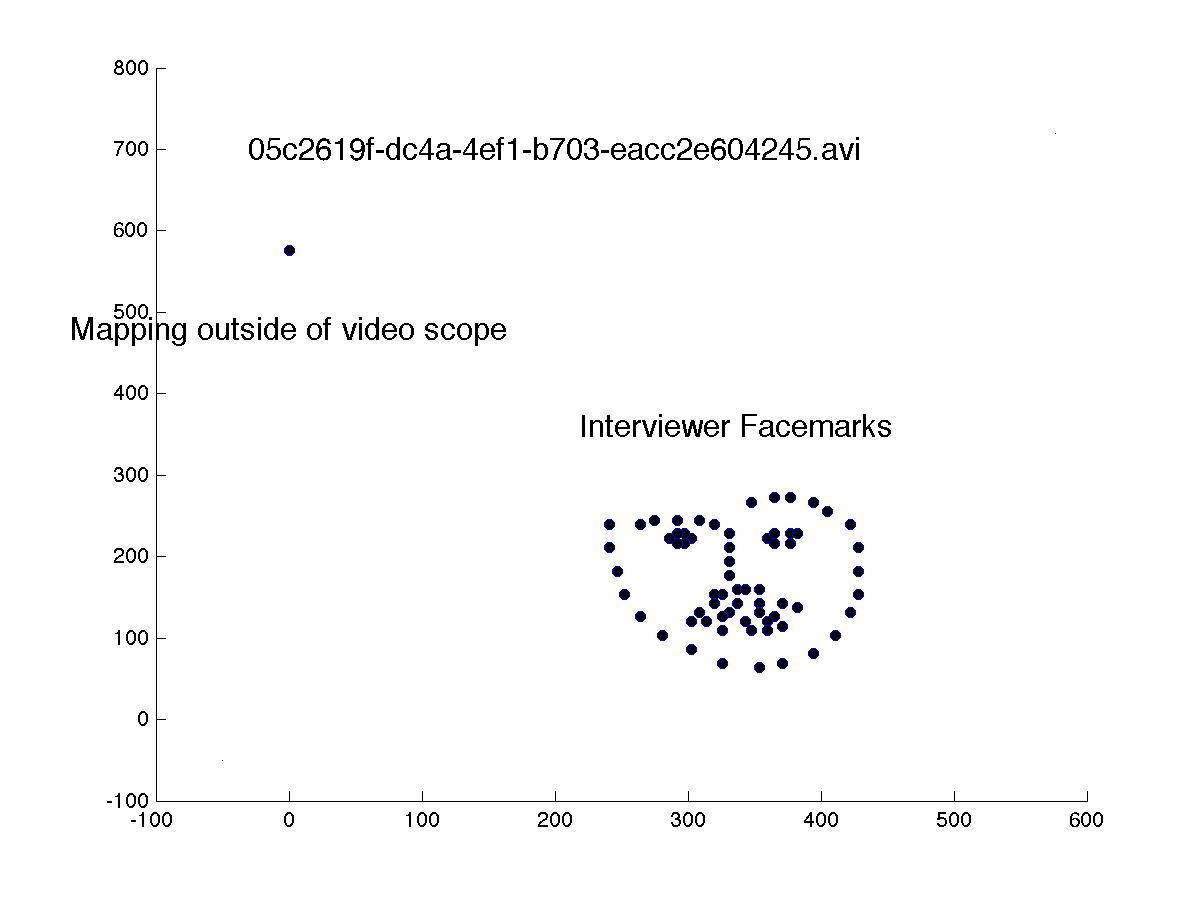 800
700
05c2619f-dc4a-4ef1-b703-eacc2e604245.avi
600
500
Mapping outside of video scope
400
Interviewer Facemarks
300
200
100
0
-100
-100 0 100 200 300 400 500 600